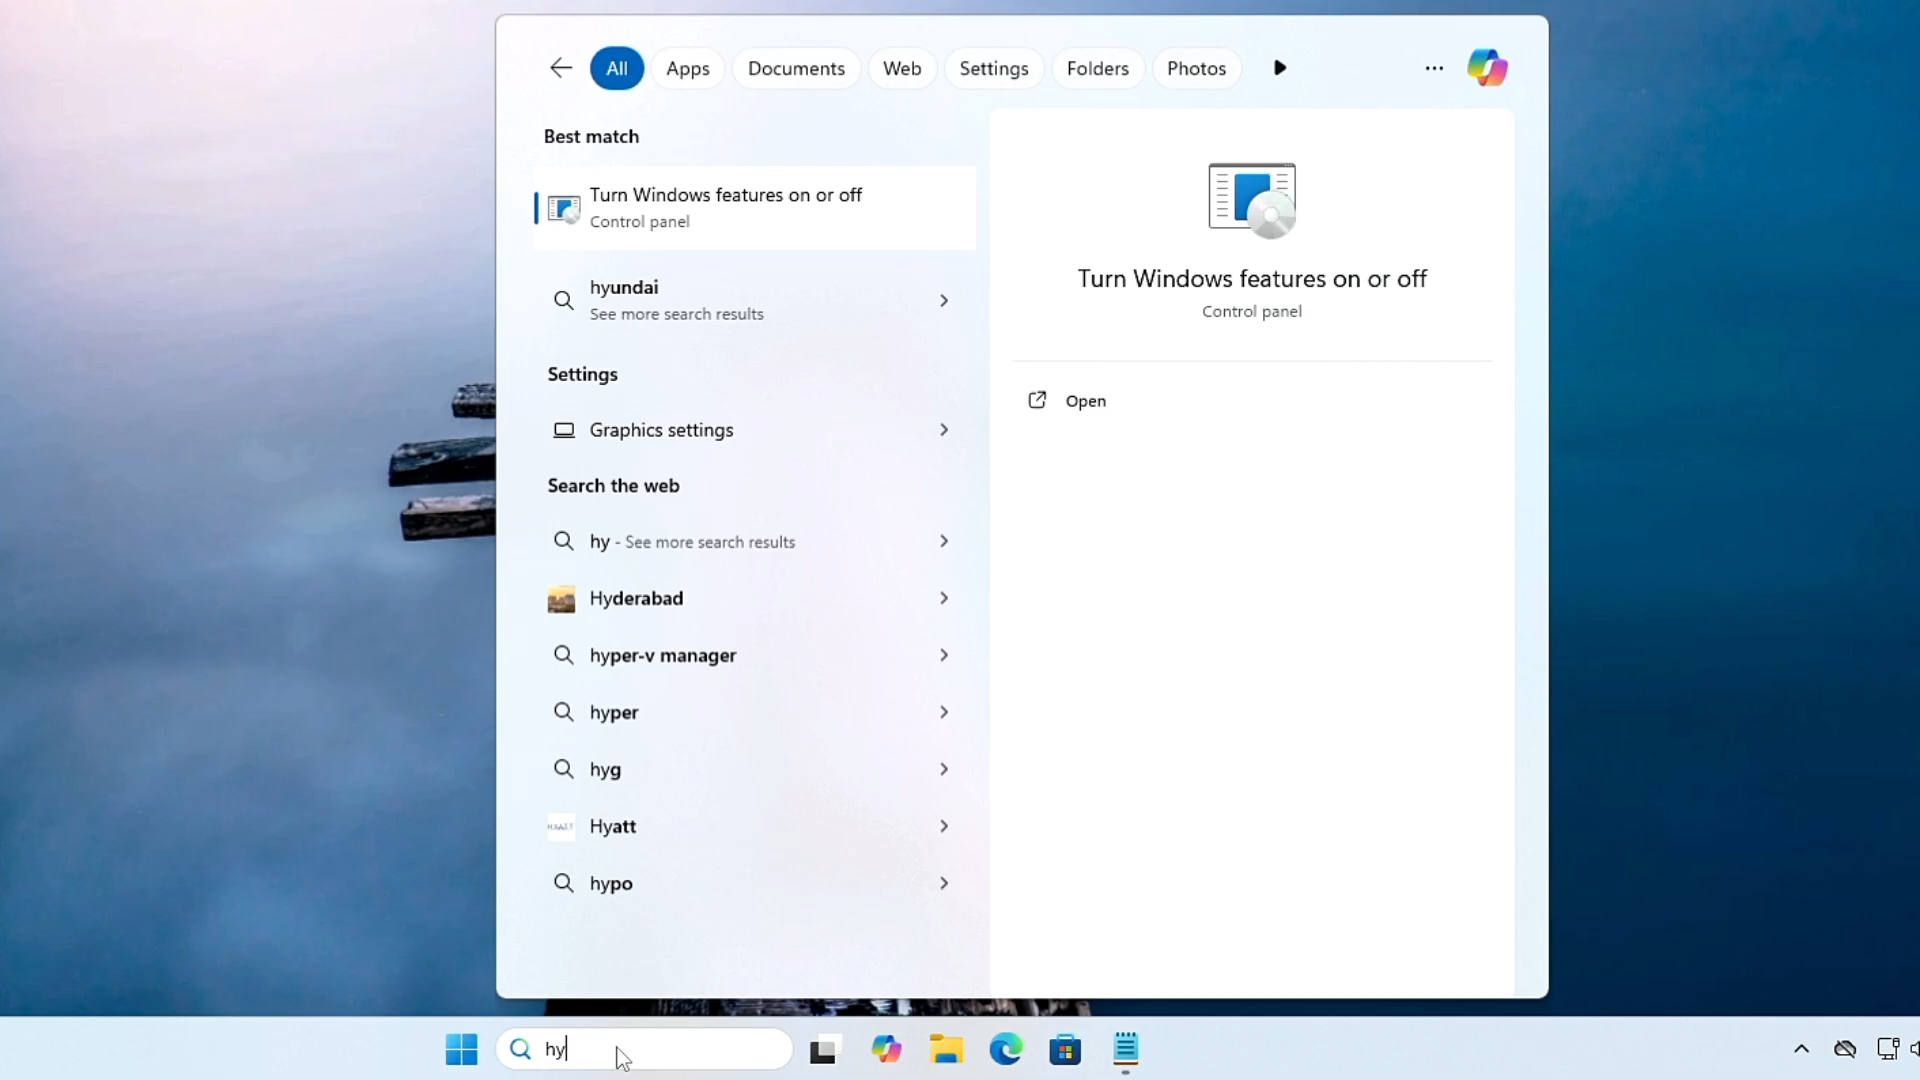 All
Apps
Documents
Web
Settings
Folders
Photos
Best match
Turn Windows features on or off
Control panel
hyundai
See more search results
Settings
Graphics settings
Search the web
hy - See more search results
Hyderabad
hyper-v manager
hyper
hyg
HYATT
Hyatt
hypo
Turn Windows features on or off
Control panel
Open
hy